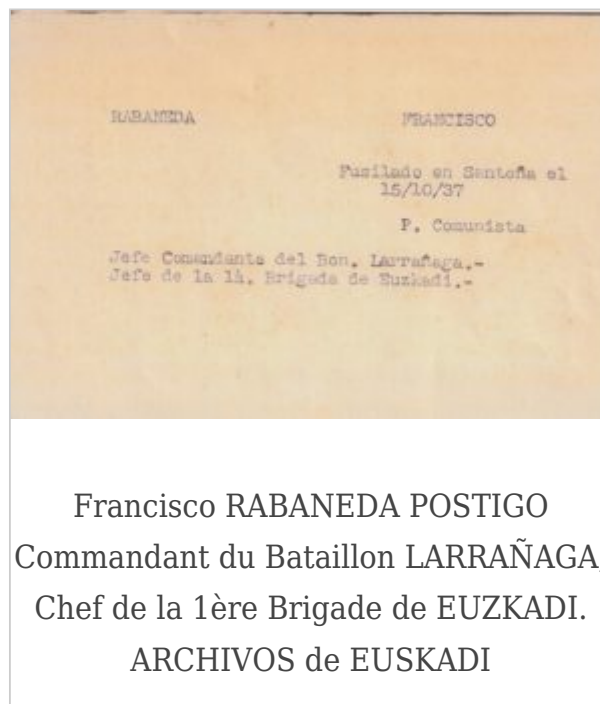 RABANEDA FRANCISCO
Fusilado en Santoña el
15/10/37
P. Comunista
Jefe Comandante del Bon. Larrañaga.-
Jefe de la 1ª. Brigada de Euzkadi.-
Francisco RABANEDA POSTIGO
Commandant du Bataillon LARRAÑAGA,
Chef de la 1ère Brigade de EUZKADI.
ARCHIVOS de EUSKADI